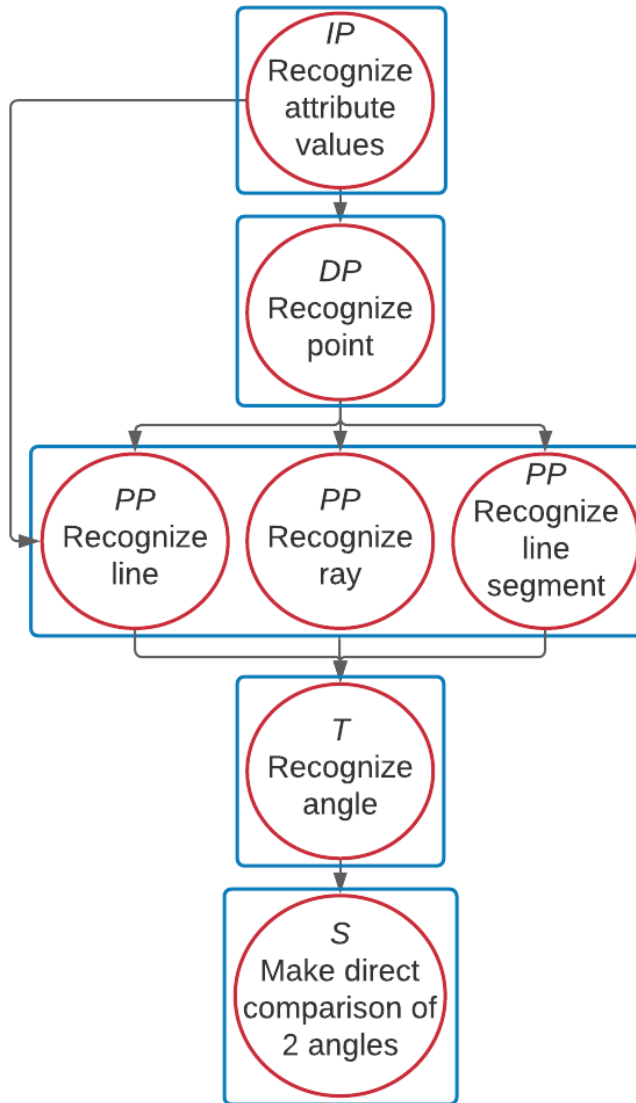 IP
Recognize
attribute
values
DP
Recognize
point
PP
Recognize
line
PP
Recognize
ray
PP
Recognize
line
segment
T
Recognize
angle
S
Make direct
comparison of
2 angles